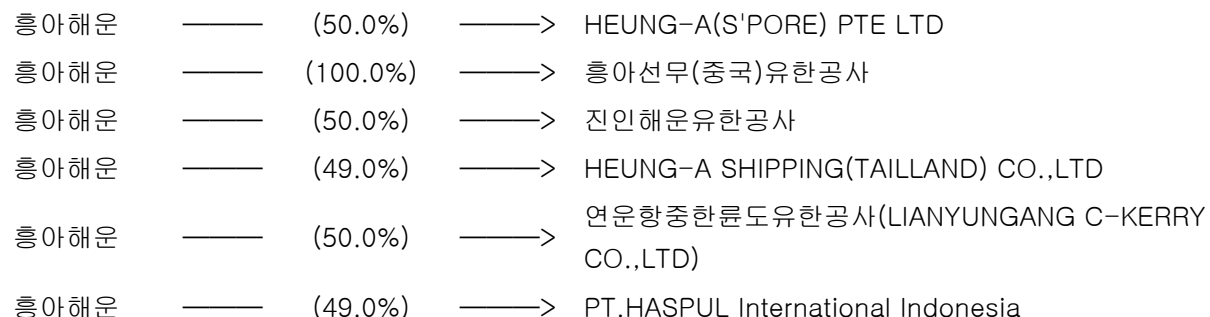 흥아해운 ─── (50.0%) ───> HEUNG-A(S'PORE) PTE LTD
흥아해운 ─── (100.0%) ───> 흥아선무(중국)유한공사
흥아해운 ─── (50.0%) ───> 진인해운유한공사
흥아해운 ─── (49.0%) ───> HEUNG-A SHIPPING(TAILLAND) CO.,LTD
흥아해운 ─── (50.0%) ───> 연운항중한륜도유한공사(LIANYUNGANG C-KERRY
CO.,LTD)
흥아해운 ─── (49.0%) ───> PT.HASPUL International Indonesia